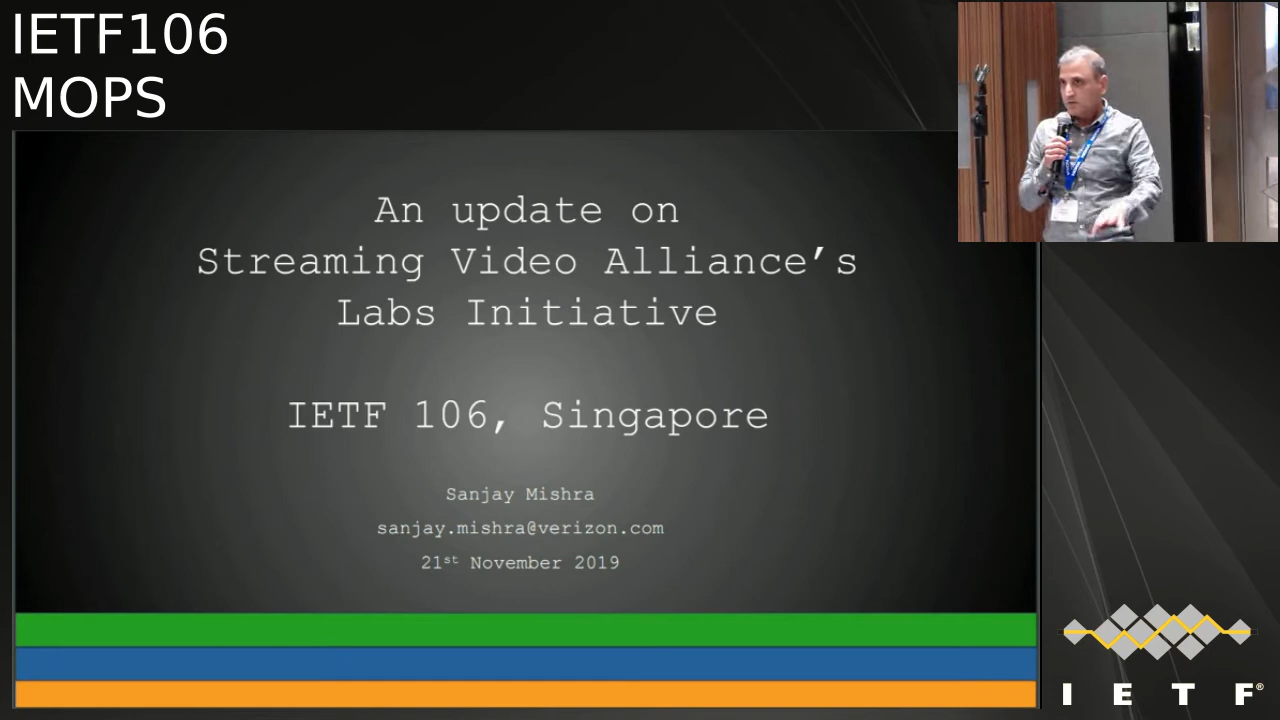 IETF106
MOPS
An update on
Streaming Video Alliance’s
Labs Initiative
IETF 106, Singapore
Sanjay Mishra
sanjay.mishra@verizon.com
21st November 2019
I E T F®